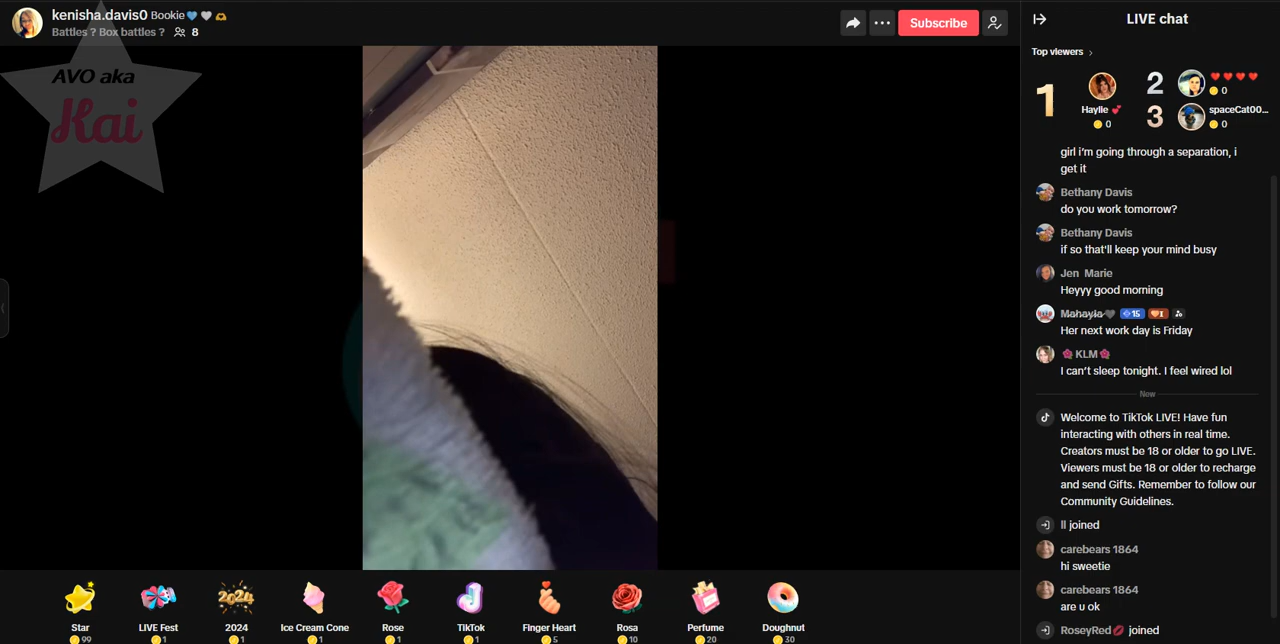 kenisha.davis0 Bookie
Battles ? Box battles ? 8
Subscribe
LIVE chat
AVO aka
Kai
Top viewers
1
Haylie
0
2
0
3
spaceCat00...
0
girl i'm going through a separation, i
get it
Bethany Davis
do you work tomorrow?
Bethany Davis
if so that'll keep your mind busy
Jen Marie
Heyyy good morning
Mahayla 15 I
Her next work day is Friday
KLM
I can't sleep tonight. I feel wired lol
New
Welcome to TikTok LIVE! Have fun
interacting with others in real time.
Creators must be 18 or older to go LIVE.
Viewers must be 18 or older to recharge
and send Gifts. Remember to follow our
Community Guidelines.
ll joined
carebears 1864
hi sweetie
carebears 1864
are u ok
RoseyRed joined
2024
Star
99
LIVE Fest
1
2024
1
Ice Cream Cone
1
Rose
1
TikTok
1
Finger Heart
5
Rosa
10
Perfume
20
Doughnut
30